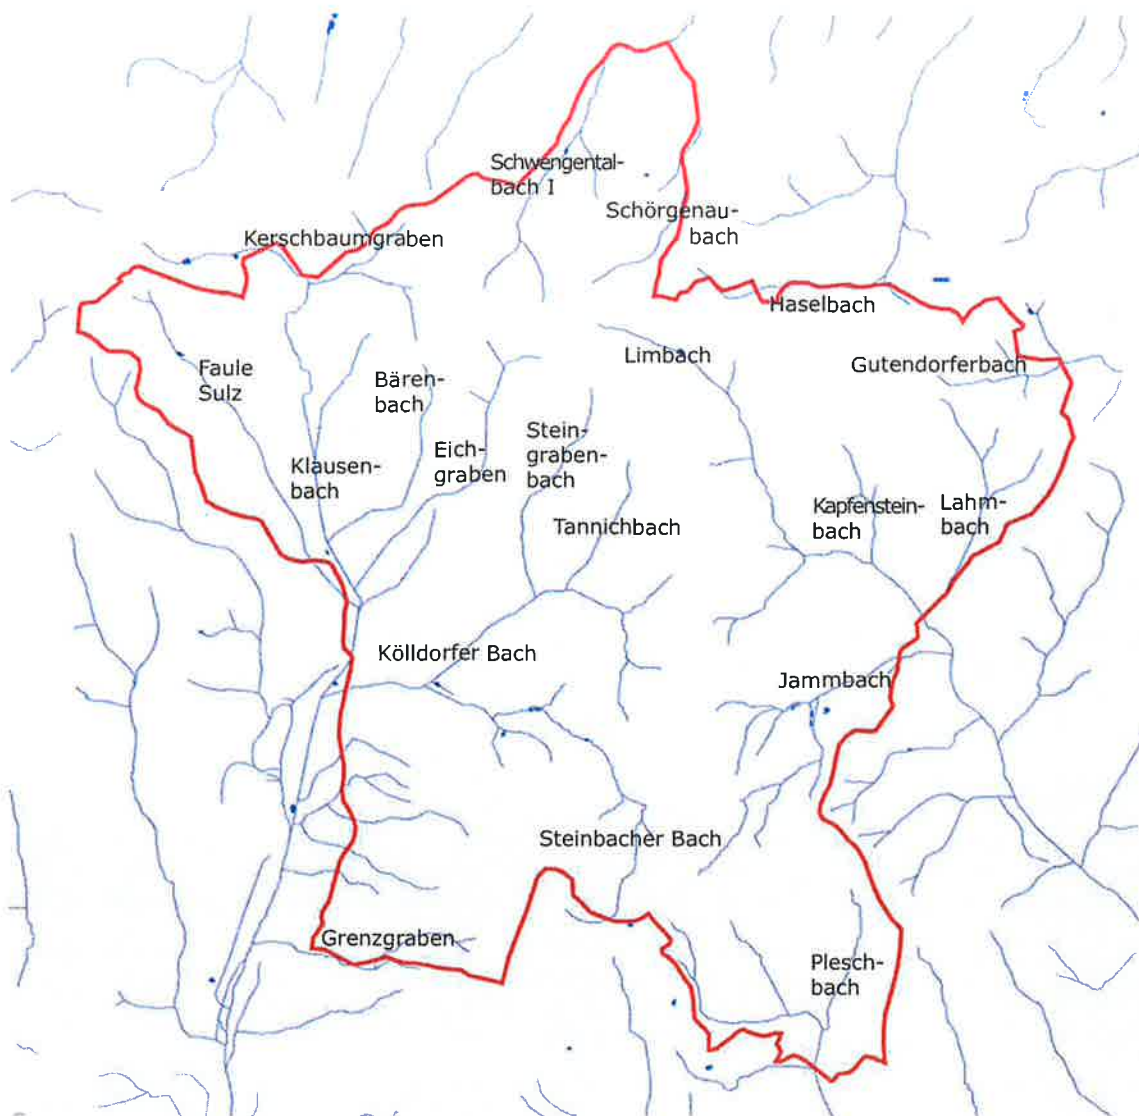 Schwengental-
bach I
Schörgenau-
bach
Kerschbaumgraben
Haselbach
Limbach
Gutendorferbach
Faule
Sulz
Bären-
bach
Eich-
graben
Stein-
graben-
bach
Klausen-
bach
Tannichbach
Kapfenstein-
bach
Lahm-
bach
Kölldorfer Bach
Jammbach
Steinbacher Bach
Grenzgraben
Plesch-
bach